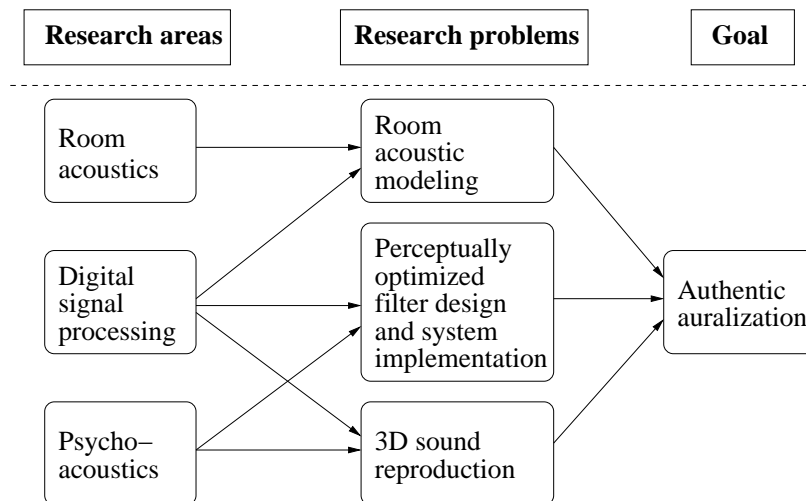 Research areas
Research problems
Goal
Room
acoustics
Room
acoustic
modeling
Digital
signal
processing
Perceptually
optimized
filter design
and system
implementation
Authentic
auralization
Psycho–
acoustics
3D sound
reproduction